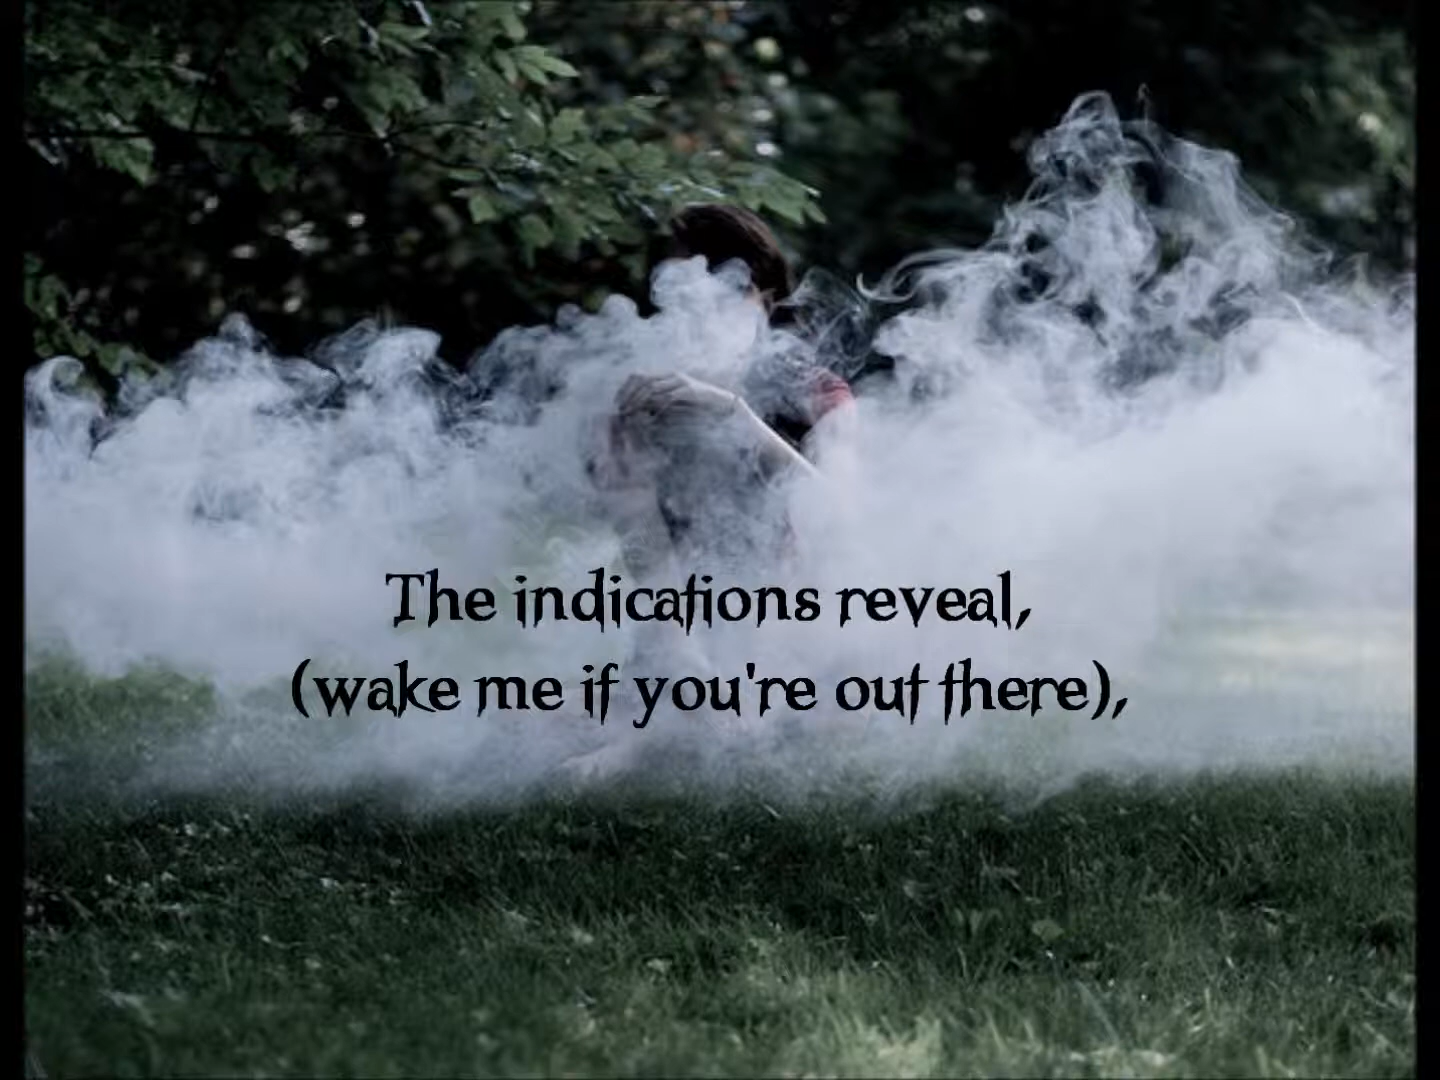 The indications reveal,
(wake me if you're out there),